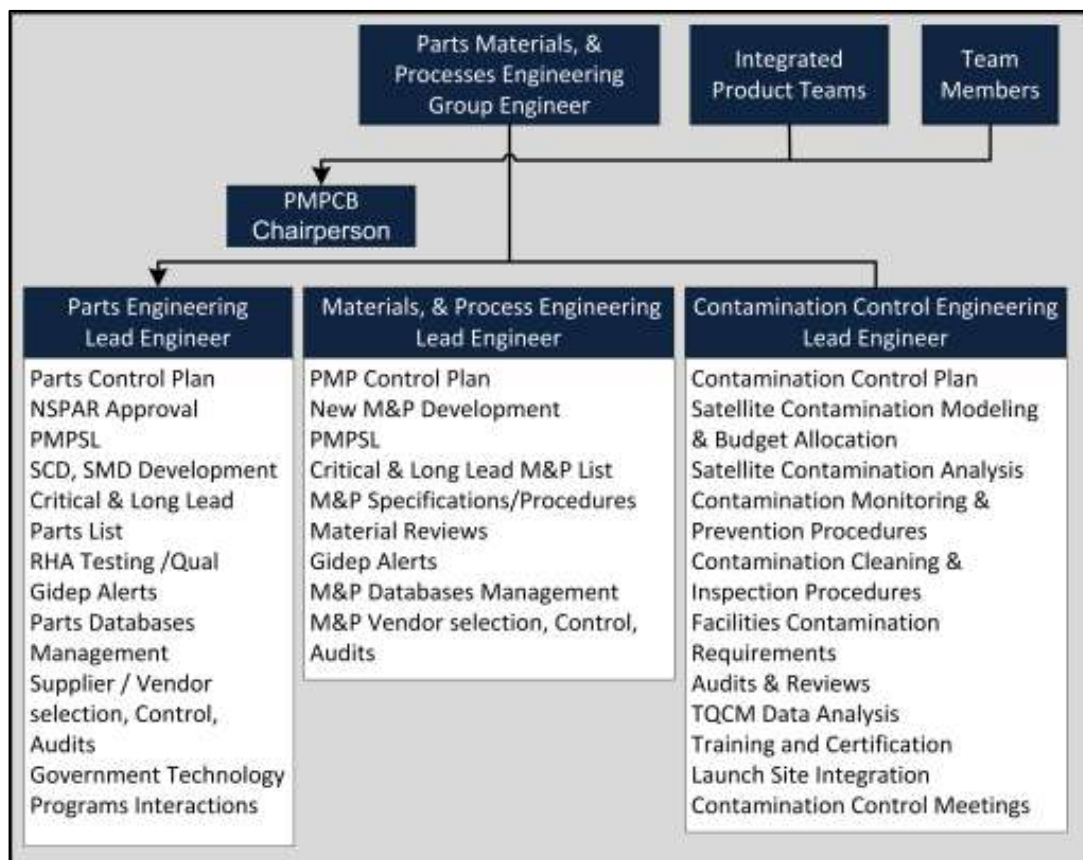 Parts Materials, &
Processes Engineering
Group Engineer
Integrated
Product Teams
Team
Members
PMPCB
Chairperson
Parts Engineering
Lead Engineer
Parts Control Plan
NSPAR Approval
PMPSL
SCD, SMD Development
Critical & Long Lead
Parts List
RHA Testing /Qual
Gidep Alerts
Parts Databases
Management
Supplier / Vendor
selection, Control,
Audits
Government Technology
Programs Interactions
Materials, & Process Engineering
Lead Engineer
PMP Control Plan
New M&P Development
PMPSL
Critical & Long Lead M&P List
M&P Specifications/Procedures
Material Reviews
Gidep Alerts
M&P Databases Management
M&P Vendor selection, Control,
Audits
Contamination Control Engineering
Lead Engineer
Contamination Control Plan
Satellite Contamination Modeling
& Budget Allocation
Satellite Contamination Analysis
Contamination Monitoring &
Prevention Procedures
Contamination Cleaning &
Inspection Procedures
Facilities Contamination
Requirements
Audits & Reviews
TQCM Data Analysis
Training and Certification
Launch Site Integration
Contamination Control Meetings